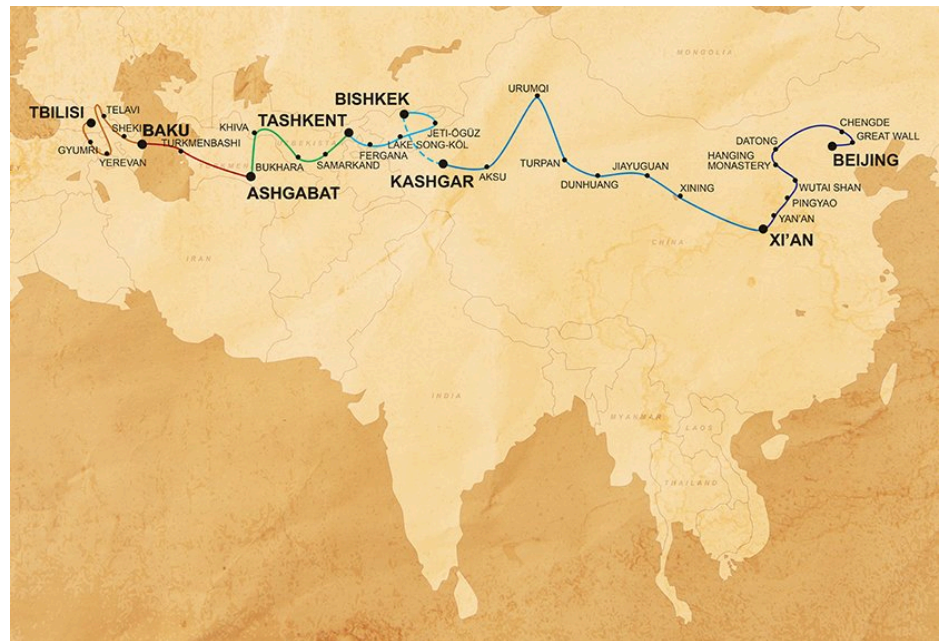 MONGOLIA
URUMQI
TELAVI
TBILISI
BISHKEK
CHENGDE
SHEKI
BAKU
KHIVA
TASHKENT
JETI-ÖGÜZ
GREAT WALL
DATONG
GYUMRI
TURKMENBASHI
UZBEKISTAN
LAKE SONG-KÖL
FERGANA
YEREVAN
BUKHARA
SAMARKAND
HANGING
MONASTERY
BEIJING
TURPAN
JIAYUGUAN
AKSU
KASHGAR
DUNHUANG
XINING
WUTAI SHAN
ASHGABAT
PINGYAO
YAN'AN
XI'AN
CHINA
IRAN
INDIA
MYANMAR
LAOS
THAILAND